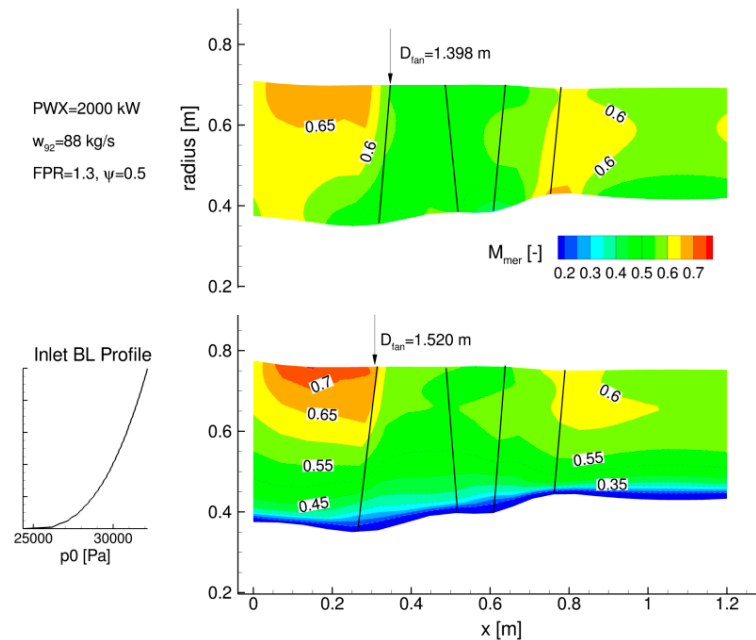 PWX=2000 kW
w92=88 kg/s
FPR=1.3, ψ=0.5
radius [m]
0.8
0.6
0.4
0.2
D_fan=1.398 m
0.65
0.6
0.6
0.6
M_mer [-]
0.2 0.3 0.4 0.5 0.6 0.7
Inlet BL Profile
25000 30000
p0 [Pa]
0.8
0.6
0.4
0.2
D_fan=1.520 m
0.7
0.65
0.55
0.45
0.6
0.55
0.35
0 0.2 0.4 0.6 0.8 1 1.2
x [m]